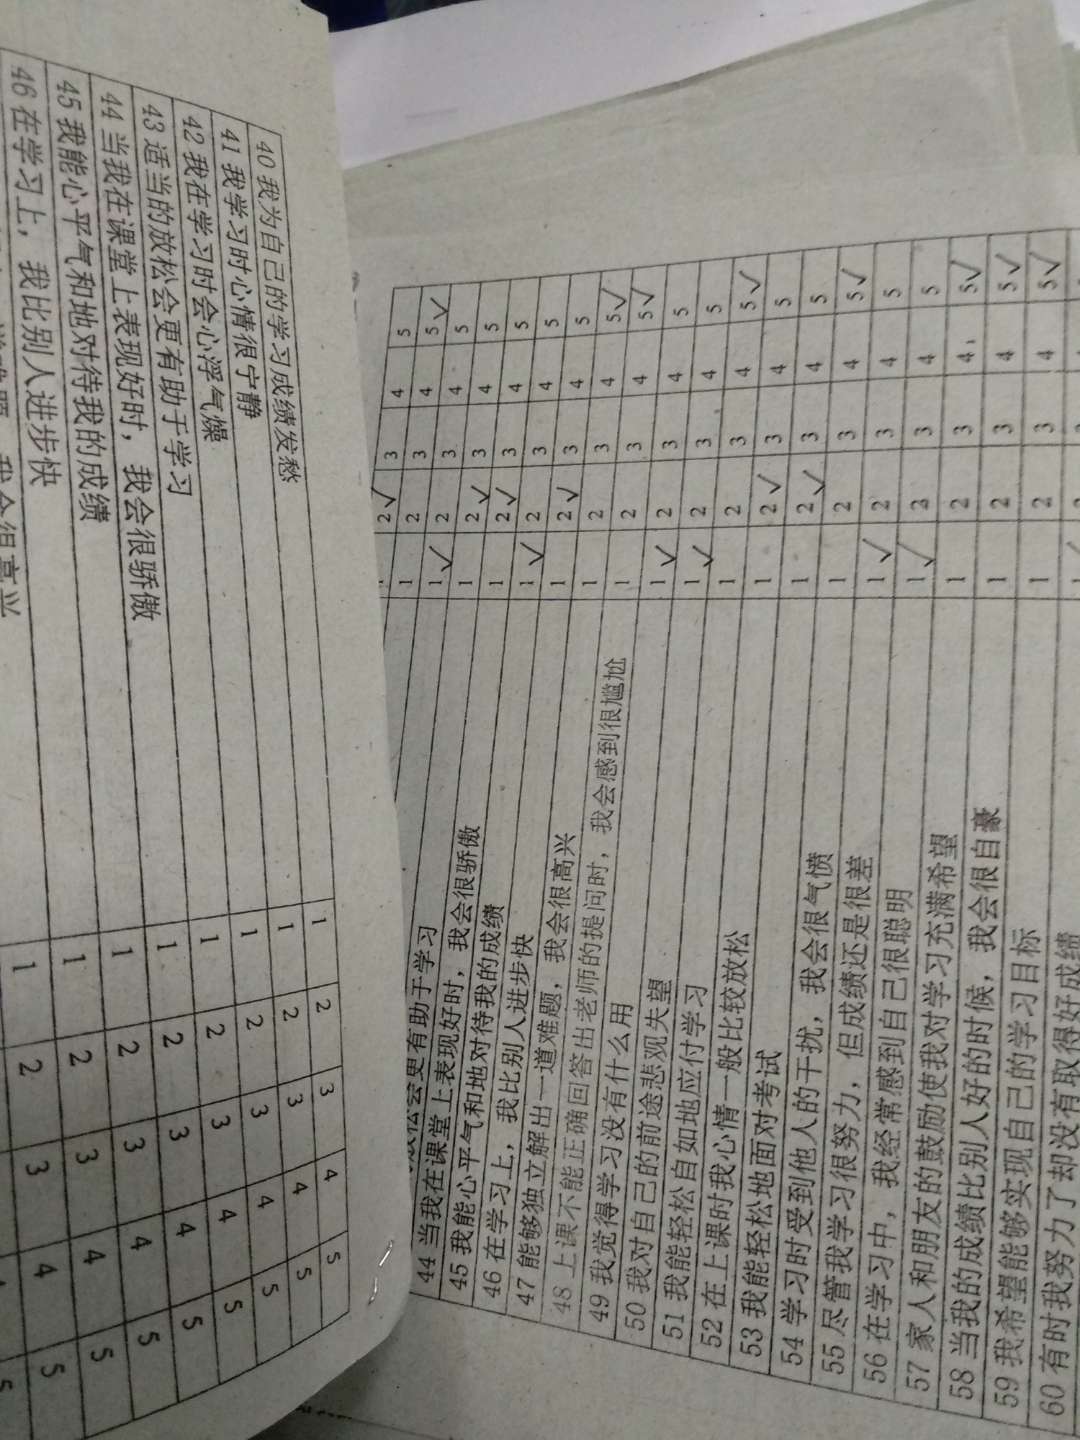 40 我为自己的学习成绩发愁 1 2 3 4 5
41 我学习时心情很宁静 1 2 3 4 5
42 我在学习时会心浮气燥 1 2 3 4 5
43 适当的放松会更有助于学习 1 2 3 4 5
44 当我在课堂上表现好时，我会很骄傲 1 2 3 4 5
45 我能心平气和地对待我的成绩 1 2 3 4 5
46 在学习上，我比别人进步快 1 2 3 4 5
我会很高兴
1 2√ 3 4 5
1 2 3 4 5√
1√ 2 3 4 5
松会更有助于学习 1 2√ 3 4 5
44 当我在课堂上表现好时，我会很骄傲 1 2√ 3 4 5
45 我能心平气和地对待我的成绩 1√ 2 3 4 5
46 在学习上，我比别人进步快 1 2√ 3 4 5
47 能够独立解出一道难题，我会很高兴 1 2 3 4 5√
48 上课不能正确回答出老师的提问时，我会感到很尴尬 1 2 3 4 5√
49 我觉得学习没有什么用 1√ 2 3 4 5
50 我对自己的前途悲观失望 1√ 2 3 4 5
51 我能轻松自如地应付学习 1 2 3 4 5√
52 在上课时我心情一般比较放松 1 2√ 3 4 5
53 我能轻松地面对考试 1 2√ 3 4 5
54 学习时受到他人的干扰，我会很气愤 1 2 3 4 5√
55 尽管我学习很努力，但成绩还是很差 1√ 2 3 4 5
56 在学习中，我经常感到自己很聪明 1√ 2 3 4 5
57 家人和朋友的鼓励使我对学习充满希望 1 2 3 4 5√
58 当我的成绩比别人好的时候，我会很自豪 1 2 3 4 5√
59 我希望能够实现自己的学习目标 1 2 3 4 5√
60 有时我努力了却没有取得好成绩